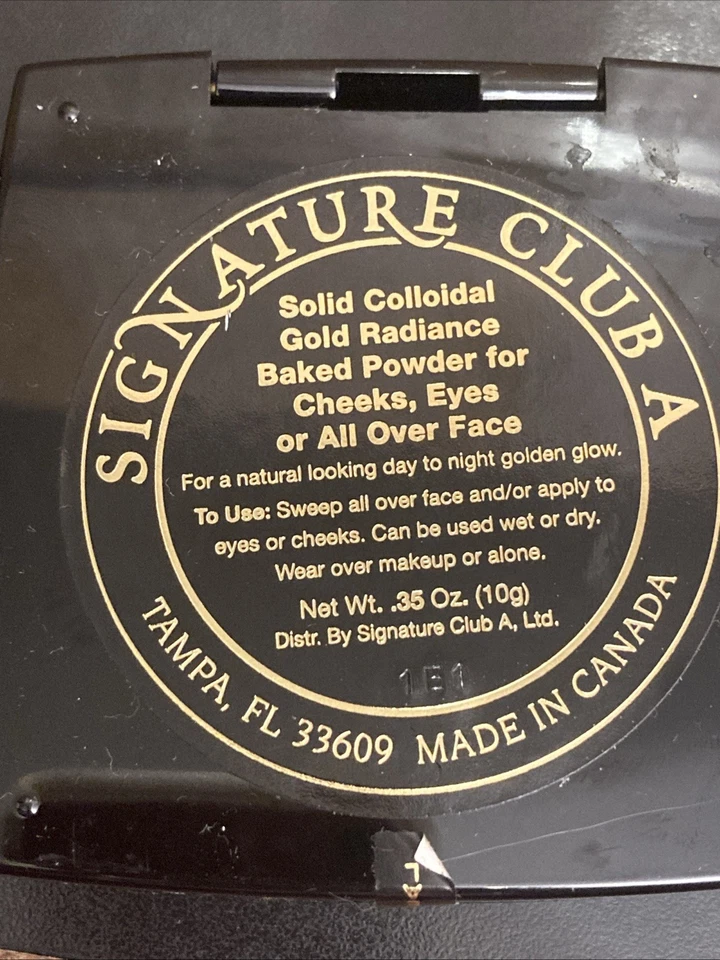 SIGNATURE CLUB A
Solid Colloidal
Gold Radiance
Baked Powder for
Cheeks, Eyes
or All Over Face
For a natural looking day to night golden glow.
To Use: Sweep all over face and/or apply to
eyes or cheeks. Can be used wet or dry.
Wear over makeup or alone.
Net Wt. .35 Oz. (10g)
Distr. By Signature Club A, Ltd.
1E1
TAMPA, FL 33609 MADE IN CANADA
LA